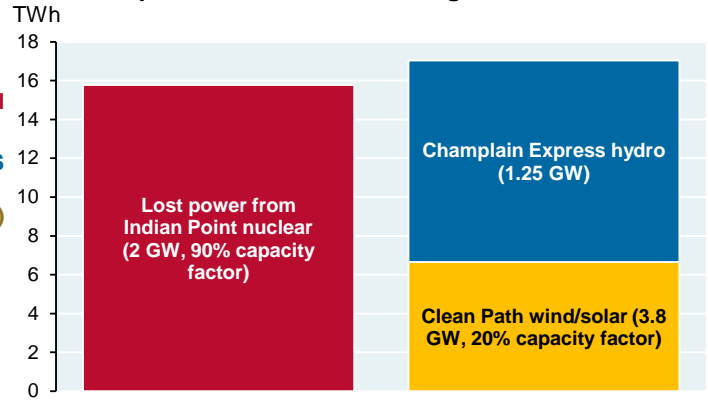 TWh
18
16
14
12
10
8
6
4
2
0
Lost power from
Indian Point nuclear
(2 GW, 90% capacity
factor)
Champlain Express hydro
(1.25 GW)
Clean Path wind/solar (3.8
GW, 20% capacity factor)